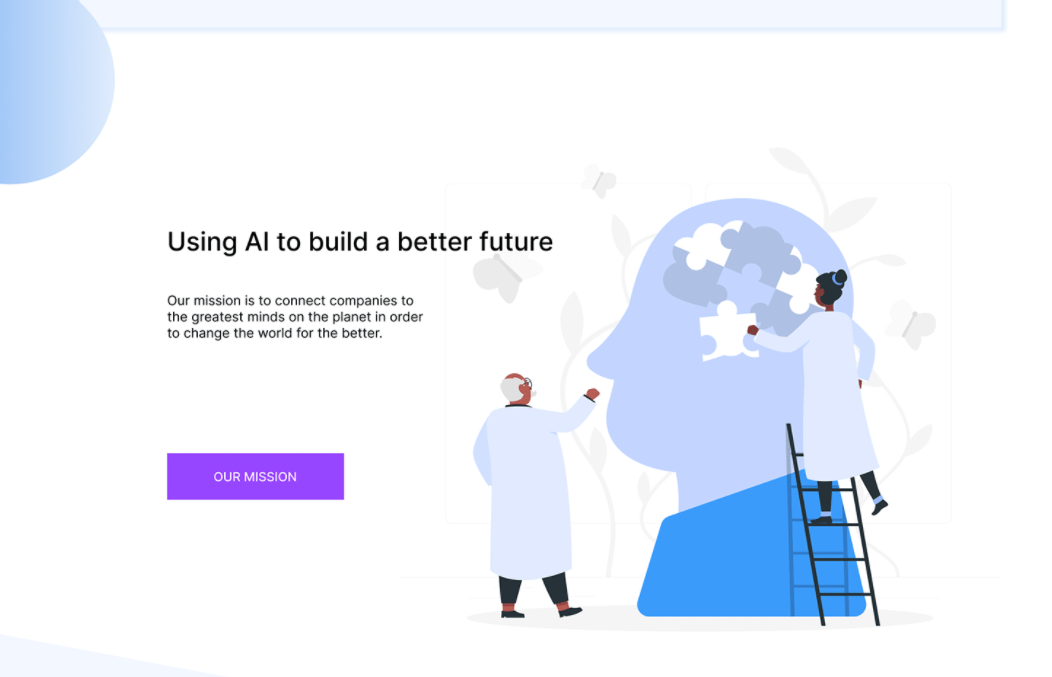 Using AI to build a better future
Our mission is to connect companies to
the greatest minds on the planet in order
to change the world for the better.
OUR MISSION